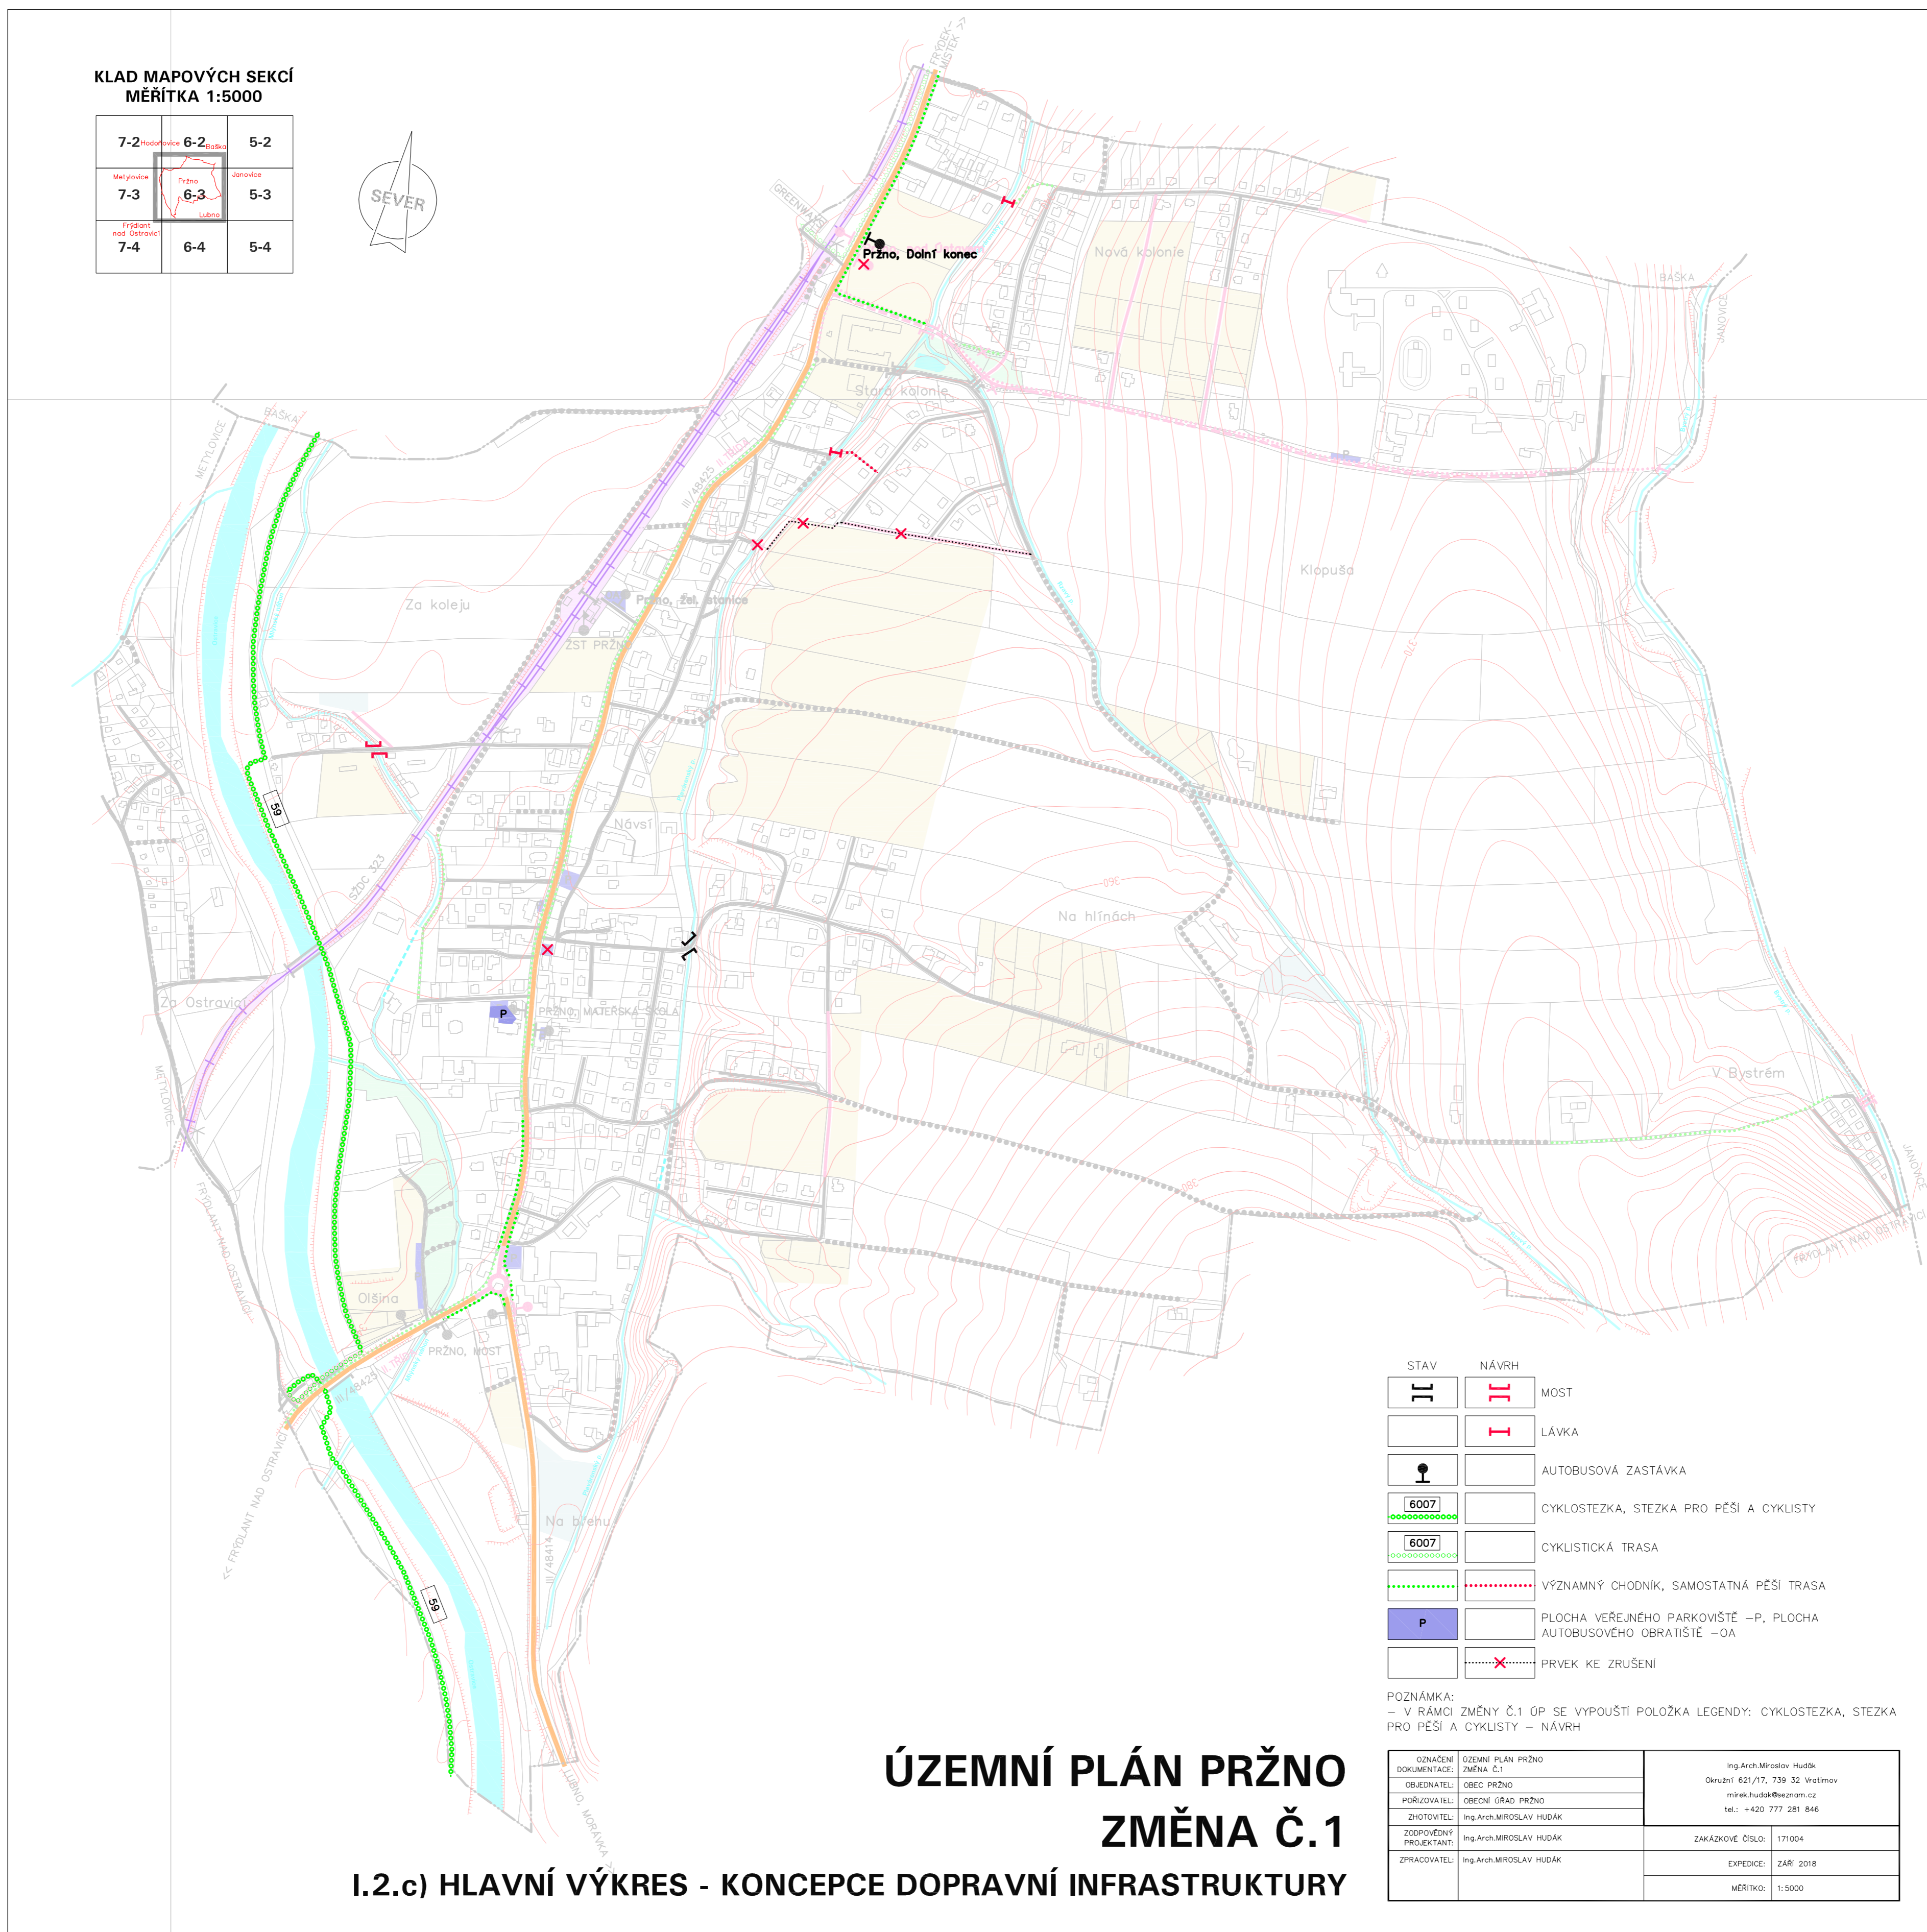 KLAD MAPOVÝCH SEKCÍ
MĚŘÍTKA 1:5000
7-2 6-2 5-2
Hodoňovice Baška
Metylovice Pržno Janovice
7-3 6-3 5-3
Lubno
Frýdlant
nad Ostravicí
7-4 6-4 5-4
SEVER
FRÝDEK-
MÍSTEK >>
GREENWAYS
Pržno, Dolní konec
Nová kolonie
BAŠKA
JANOVICE
Stará kolonie
METYLOVICE
BAŠKA
III/48425
Za koleju
Pržno, žel. stanice
ŽST PRŽNO
Klopuša
370
59
Návsí
SŽDC 323
360
Na hlínách
Za Ostravicí
P
PRŽNO, MATEŘSKÁ ŠKOLA
METYLOVICE
V Bystrém
FRÝDLANT NAD OSTRAVICÍ
380
JANOVICE
FRÝDLANT NAD OSTRAVICÍ
Olšina
PRŽNO, MOST
III/48425
<< FRÝDLANT NAD OSTRAVICÍ
Na břehu
III/48414
59
LUBNO, MORÁVKA >>
STAV NÁVRH
MOST
LÁVKA
AUTOBUSOVÁ ZASTÁVKA
6007
CYKLOSTEZKA, STEZKA PRO PĚŠÍ A CYKLISTY
6007
CYKLISTICKÁ TRASA
VÝZNAMNÝ CHODNÍK, SAMOSTATNÁ PĚŠÍ TRASA
P
PLOCHA VEŘEJNÉHO PARKOVIŠTĚ –P, PLOCHA
AUTOBUSOVÉHO OBRATIŠTĚ –OA
PRVEK KE ZRUŠENÍ
POZNÁMKA:
– V RÁMCI ZMĚNY Č.1 ÚP SE VYPOUŠTÍ POLOŽKA LEGENDY: CYKLOSTEZKA, STEZKA
PRO PĚŠÍ A CYKLISTY – NÁVRH
ÚZEMNÍ PLÁN PRŽNO
ZMĚNA Č.1
I.2.c) HLAVNÍ VÝKRES - KONCEPCE DOPRAVNÍ INFRASTRUKTURY
OZNAČENÍ DOKUMENTACE: ÚZEMNÍ PLÁN PRŽNO
ZMĚNA Č.1
OBJEDNATEL: OBEC PRŽNO
POŘIZOVATEL: OBECNÍ ÚŘAD PRŽNO
ZHOTOVITEL: Ing.Arch.MIROSLAV HUDÁK
ZODPOVĚDNÝ PROJEKTANT: Ing.Arch.MIROSLAV HUDÁK
ZPRACOVATEL: Ing.Arch.MIROSLAV HUDÁK
Ing.Arch.Miroslav Hudák
Okružní 621/17, 739 32 Vratimov
mirek.hudak@seznam.cz
tel.: +420 777 281 846
ZAKÁZKOVÉ ČÍSLO: 171004
EXPEDICE: ZÁŘÍ 2018
MĚŘÍTKO: 1:5000